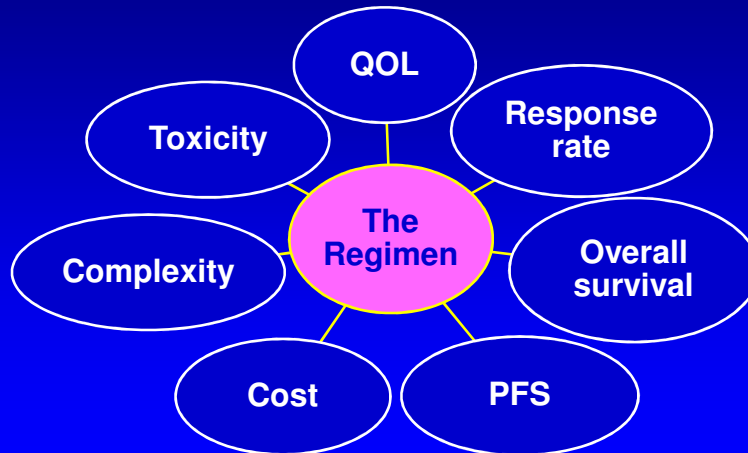 QOL
Toxicity
Response
rate
The
Regimen
Complexity
Overall
survival
Cost
PFS